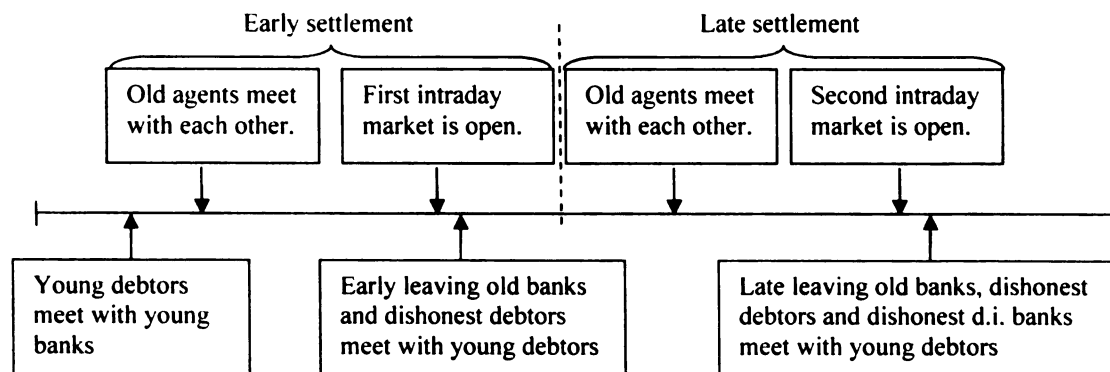 Early settlement
Late settlement
Old agents meet
with each other.
First intraday
market is open.
Old agents meet
with each other.
Second intraday
market is open.
Young debtors
meet with young
banks
Early leaving old banks
and dishonest debtors
meet with young debtors
Late leaving old banks, dishonest
debtors and dishonest d.i. banks
meet with young debtors